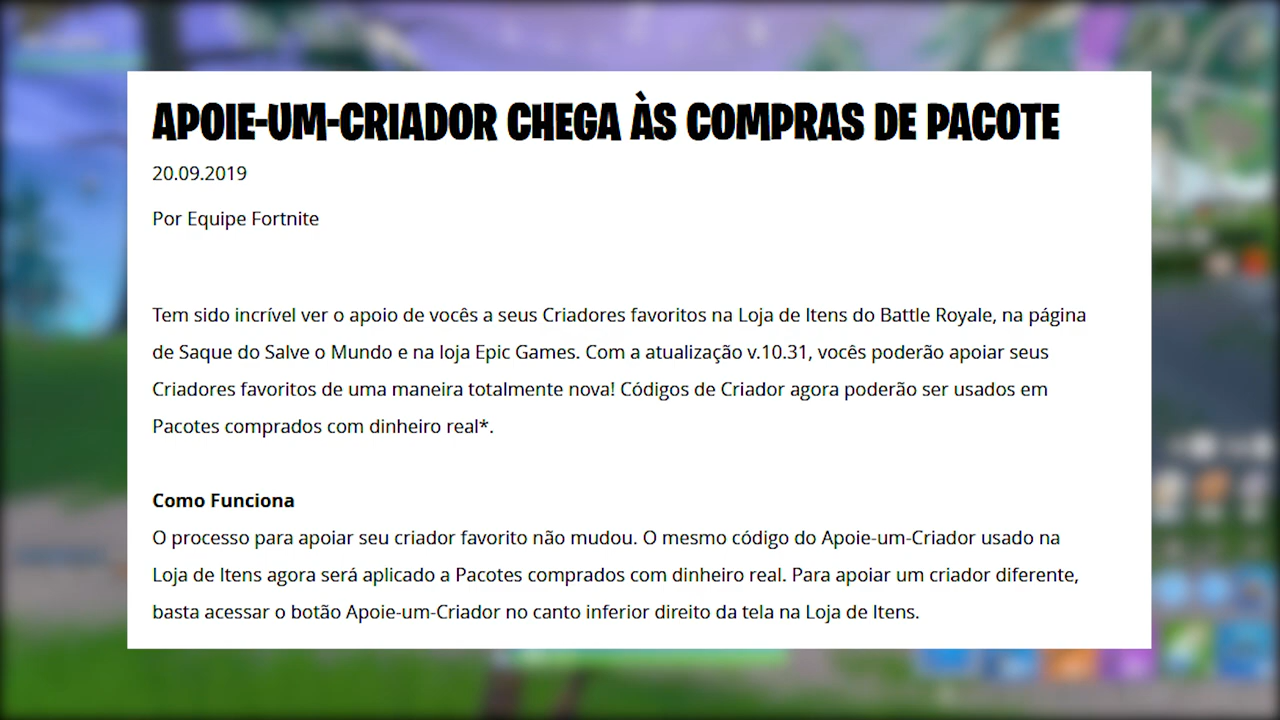 APOIE-UM-CRIADOR CHEGA ÀS COMPRAS DE PACOTE
20.09.2019
Por Equipe Fortnite
Tem sido incrível ver o apoio de vocês a seus Criadores favoritos na Loja de Itens do Battle Royale, na página
de Saque do Salve o Mundo e na loja Epic Games. Com a atualização v.10.31, vocês poderão apoiar seus
Criadores favoritos de uma maneira totalmente nova! Códigos de Criador agora poderão ser usados em
Pacotes comprados com dinheiro real*.
Como Funciona
O processo para apoiar seu criador favorito não mudou. O mesmo código do Apoie-um-Criador usado na
Loja de Itens agora será aplicado a Pacotes comprados com dinheiro real. Para apoiar um criador diferente,
basta acessar o botão Apoie-um-Criador no canto inferior direito da tela na Loja de Itens.